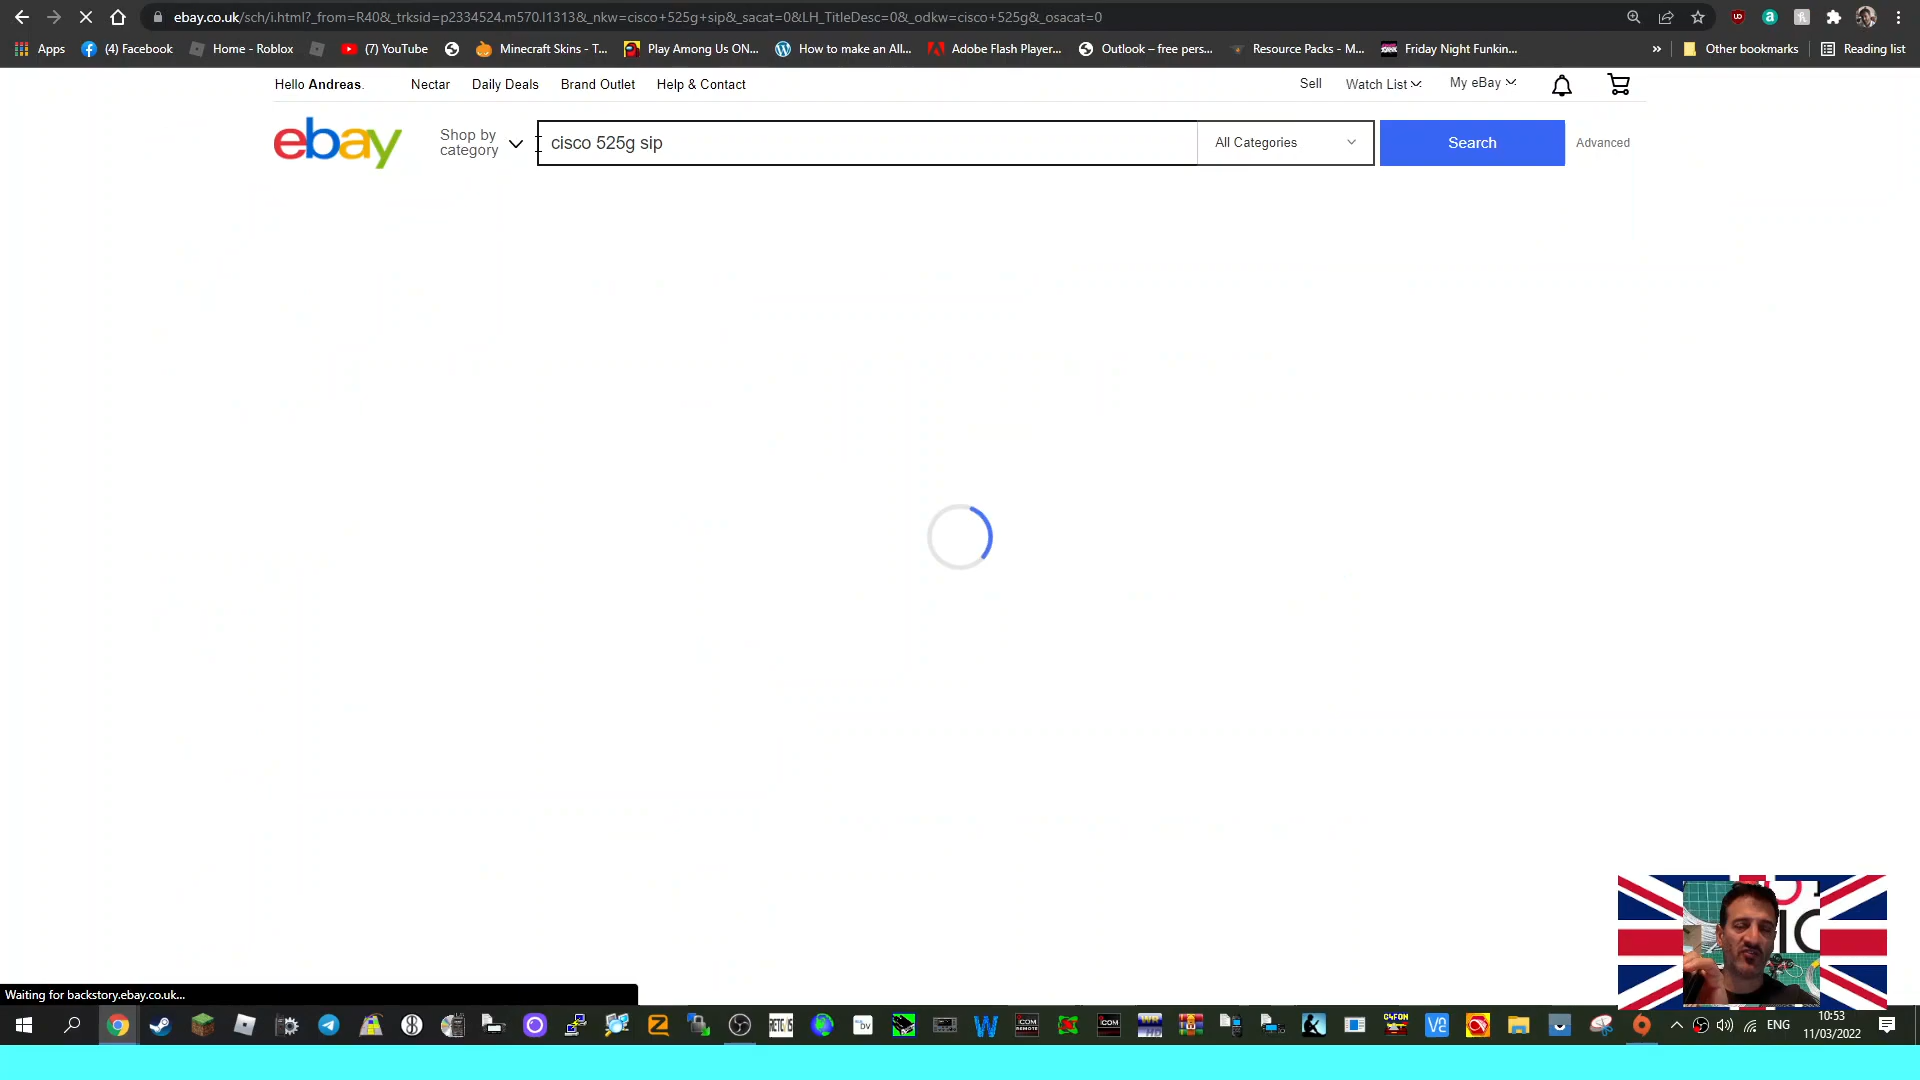 ebay.co.uk/sch/i.html?_from=R40&_trksid=p2334524.m570.l1313&_nkw=cisco+525g+sip&_sacat=0&LH_TitleDesc=0&_odkw=cisco+525g&_osacat=0
Apps (4) Facebook Home - Roblox (7) YouTube Minecraft Skins - T... Play Among Us ON... How to make an All... Adobe Flash Player... Outlook – free pers... Resource Packs - M... Friday Night Funkin... » Other bookmarks Reading list
Hello Andreas. Nectar Daily Deals Brand Outlet Help & Contact Sell Watch List My eBay
ebay Shop by category cisco 525g sip All Categories Search Advanced
Waiting for backstory.ebay.co.uk...
ENG
10:53
11/03/2022